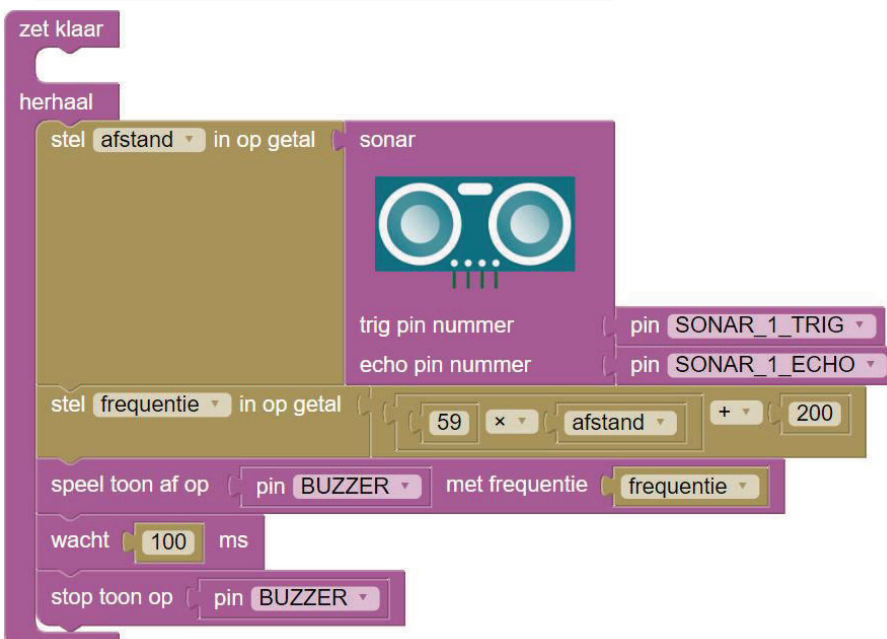 zet klaar
herhaal
stel afstand in op getal sonar
trig pin nummer pin SONAR_1_TRIG
echo pin nummer pin SONAR_1_ECHO
stel frequentie in op getal 59 × afstand + 200
speel toon af op pin BUZZER met frequentie frequentie
wacht 100 ms
stop toon op pin BUZZER